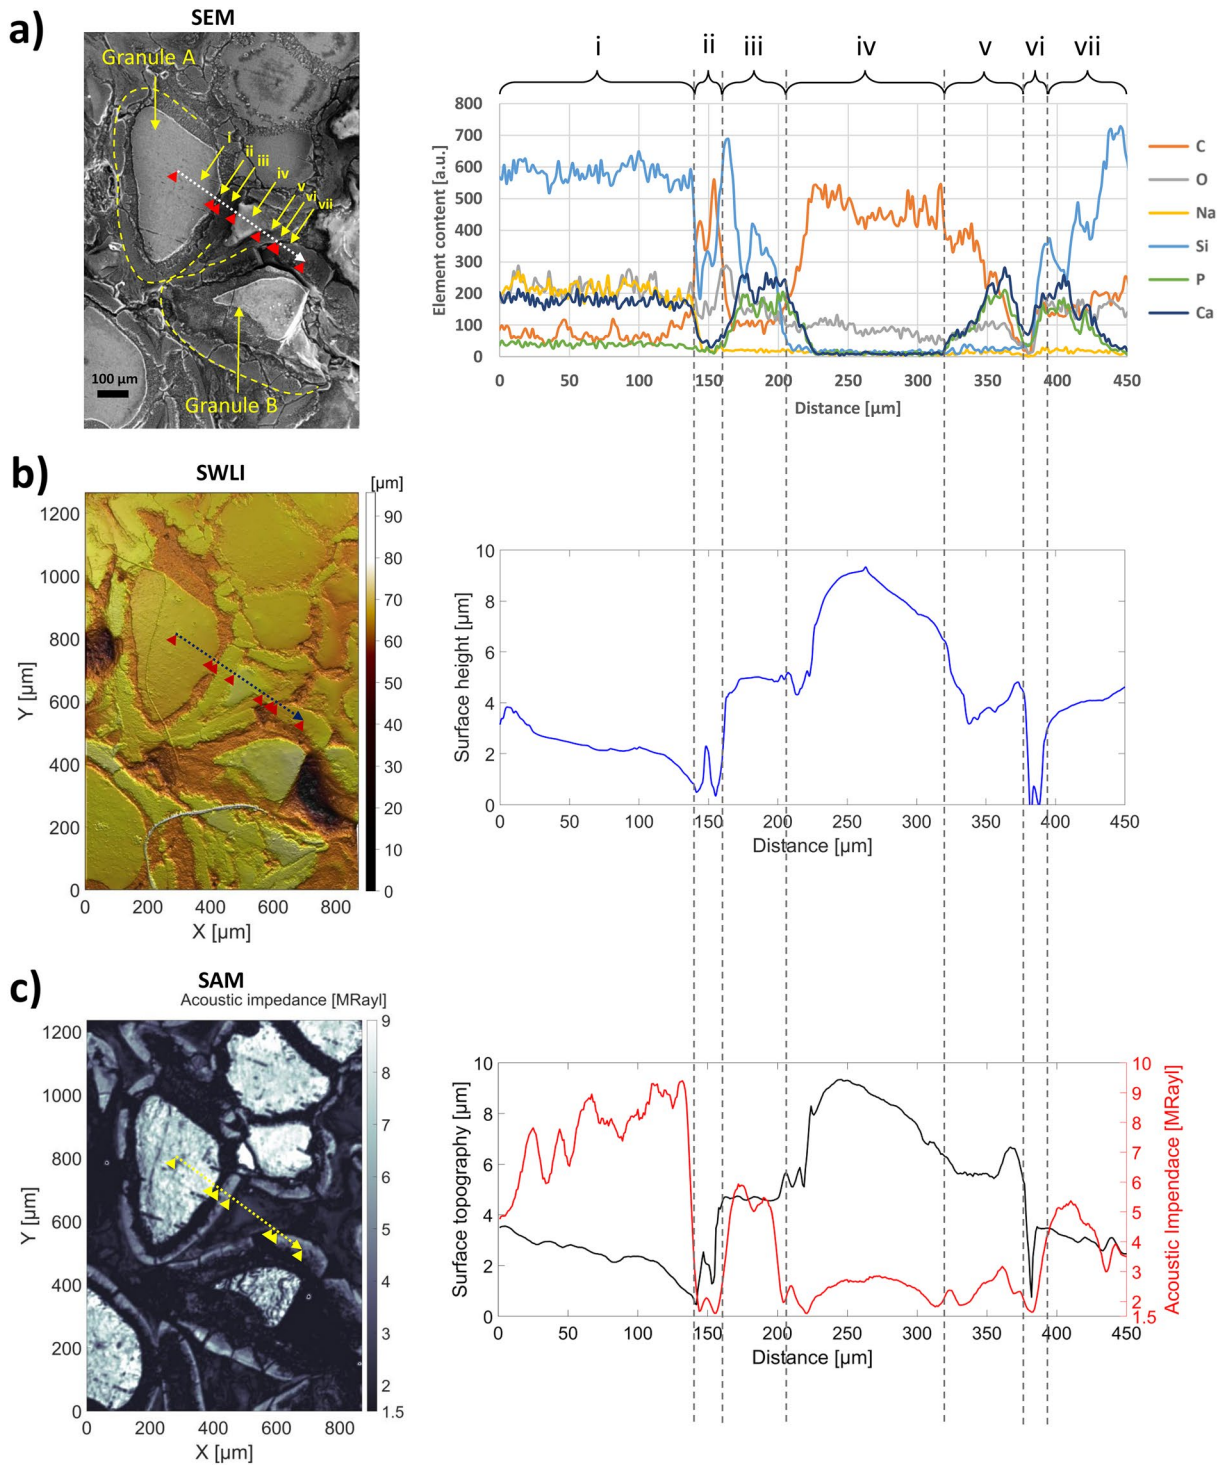 a)
SEM
Granule A
i
ii
iii
iv
v
vi
vii
100 µm
Granule B
i ii iii iv v vi vii
Element content [a.u.]
800
700
600
500
400
300
200
100
0
0 50 100 150 200 250 300 350 400 450
Distance [µm]
C
O
Na
Si
P
Ca
b)
SWLI
[µm]
Y [µm]
1200
1000
800
600
400
200
0
0 200 400 600 800
X [µm]
90
80
70
60
50
40
30
20
10
0
Surface height [µm]
10
8
6
4
2
0
0 50 100 150 200 250 300 350 400 450
Distance [µm]
c)
SAM
Acoustic impedance [MRayl]
Y [µm]
1200
1000
800
600
400
200
0
0 200 400 600 800
X [µm]
9
8
7
6
5
4
3
2
1.5
Surface topography [µm]
10
8
6
4
2
0
0 50 100 150 200 250 300 350 400 450
Distance [µm]
10
9
8
7
6
5
4
3
2
1.5
Acoustic Impendace [MRayl]